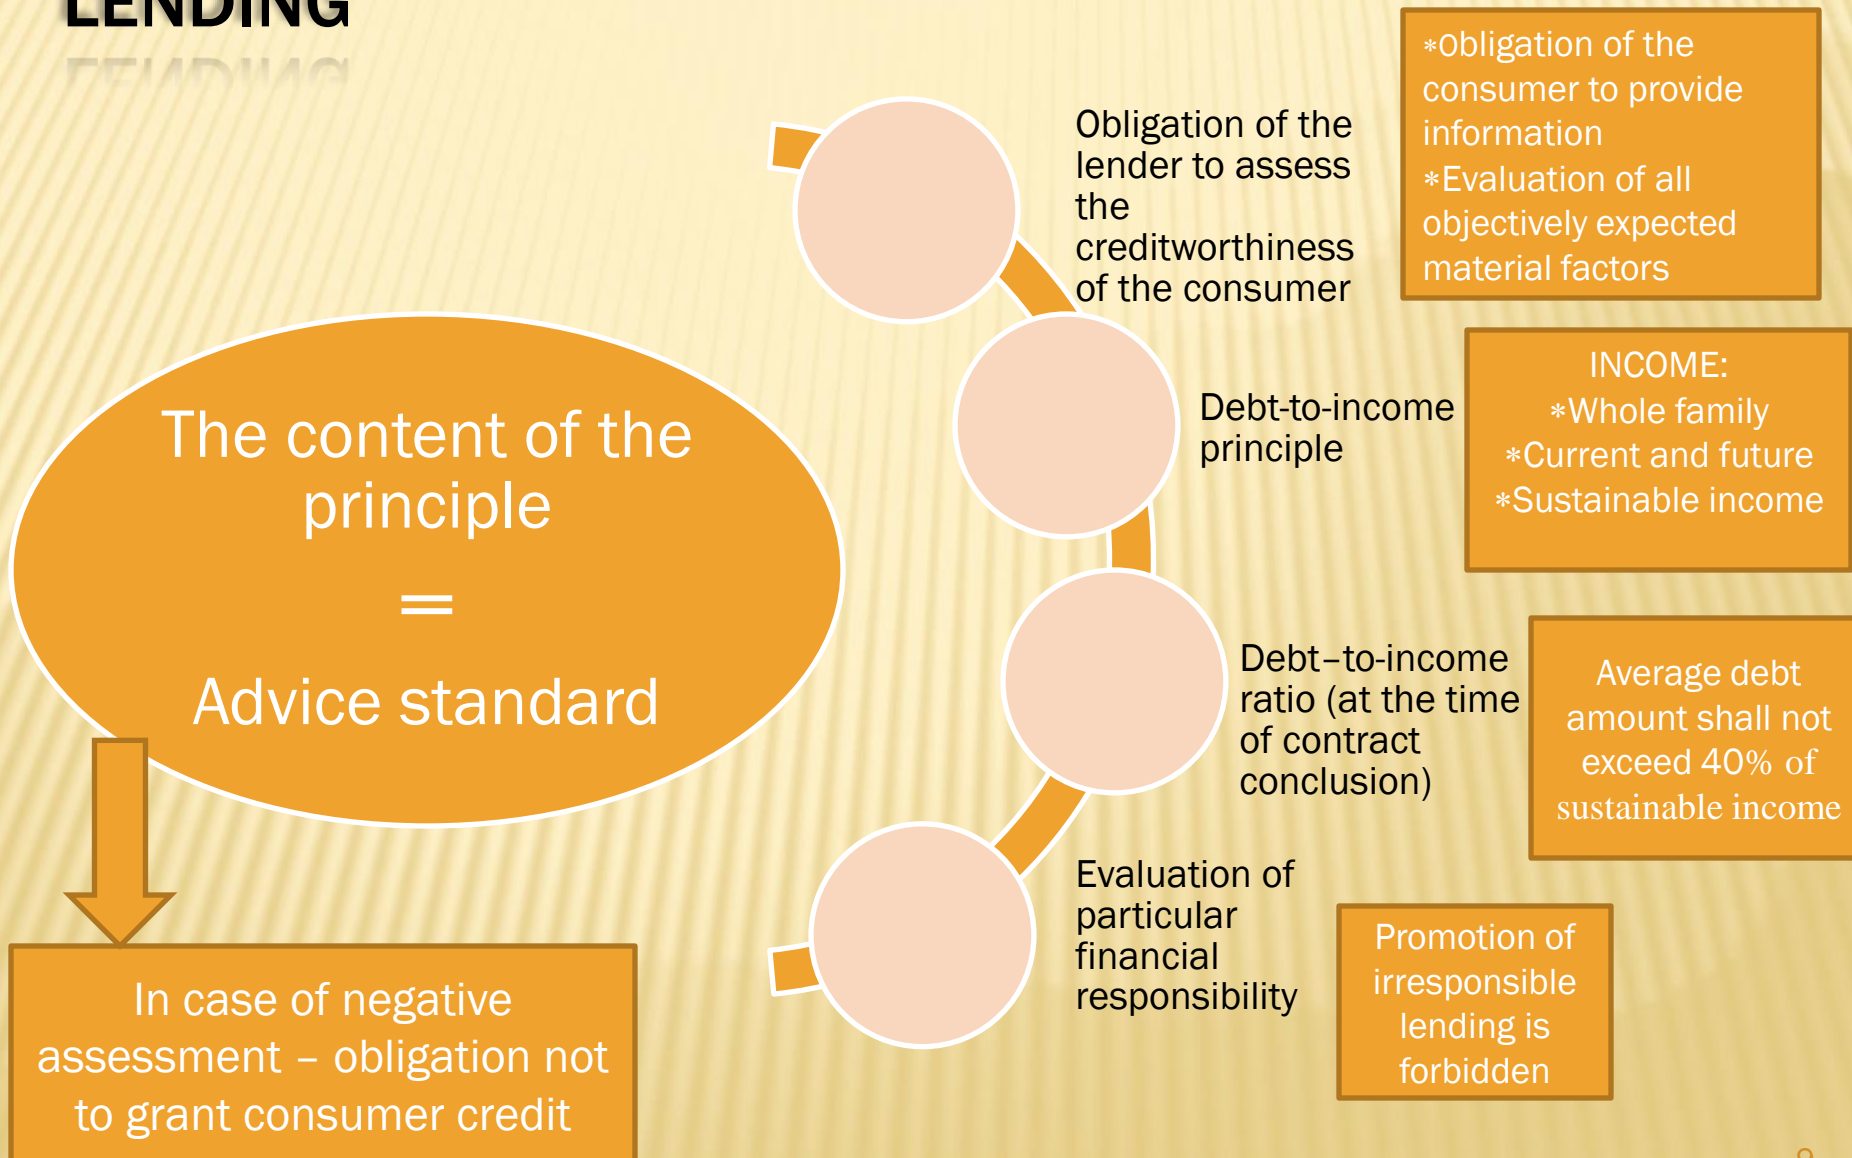 LENDING
The content of the
principle
=
Advice standard
In case of negative
assessment – obligation not
to grant consumer credit
Obligation of the
lender to assess
the
creditworthiness
of the consumer
*Obligation of the
consumer to provide
information
*Evaluation of all
objectively expected
material factors
Debt-to-income
principle
INCOME:
*Whole family
*Current and future
*Sustainable income
Debt–to-income
ratio (at the time
of contract
conclusion)
Average debt
amount shall not
exceed 40% of
sustainable income
Evaluation of
particular
financial
responsibility
Promotion of
irresponsible
lending is
forbidden